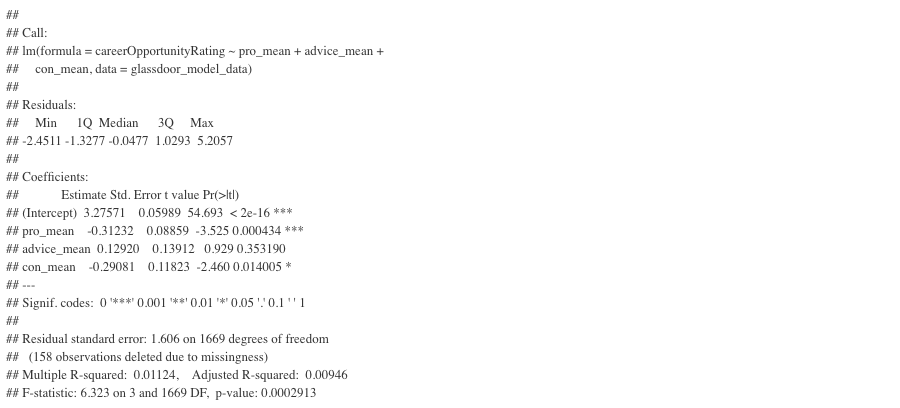 ##
## Call:
## lm(formula = careerOpportunityRating ~ pro_mean + advice_mean +
##     con_mean, data = glassdoor_model_data)
##
## Residuals:
##     Min      1Q  Median      3Q     Max
## -2.4511 -1.3277 -0.0477  1.0293  5.2057
##
## Coefficients:
##             Estimate Std. Error t value Pr(>|t|)
## (Intercept)  3.27571    0.05989  54.693  < 2e-16 ***
## pro_mean    -0.31232    0.08859  -3.525 0.000434 ***
## advice_mean  0.12920    0.13912   0.929 0.353190
## con_mean    -0.29081    0.11823  -2.460 0.014005 *
## ---
## Signif. codes:  0 '***' 0.001 '**' 0.01 '*' 0.05 '.' 0.1 ' ' 1
##
## Residual standard error: 1.606 on 1669 degrees of freedom
##   (158 observations deleted due to missingness)
## Multiple R-squared:  0.01124,    Adjusted R-squared:  0.00946
## F-statistic: 6.323 on 3 and 1669 DF,  p-value: 0.0002913